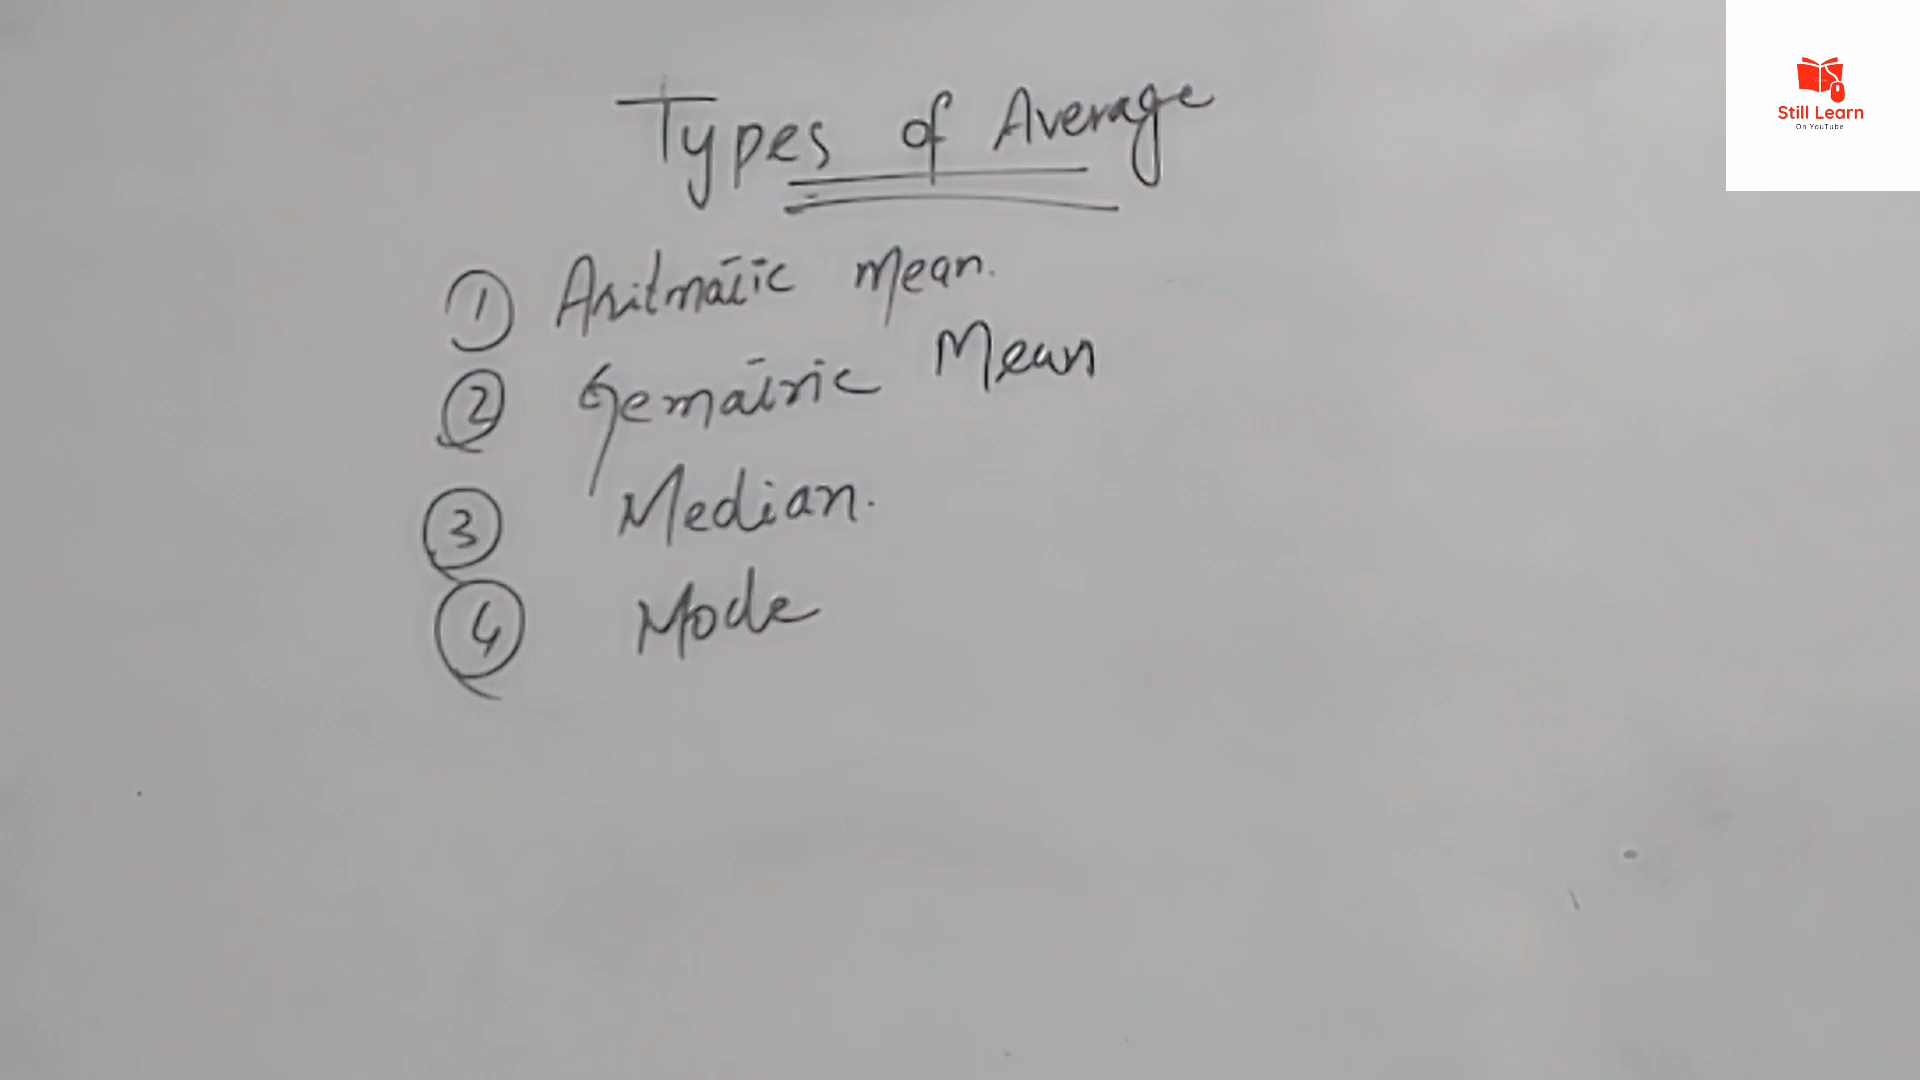 Types of Average
Still Learn
On YouTube
① Aritmatic mean.
② Gematric Mean
③ Median.
④ Mode